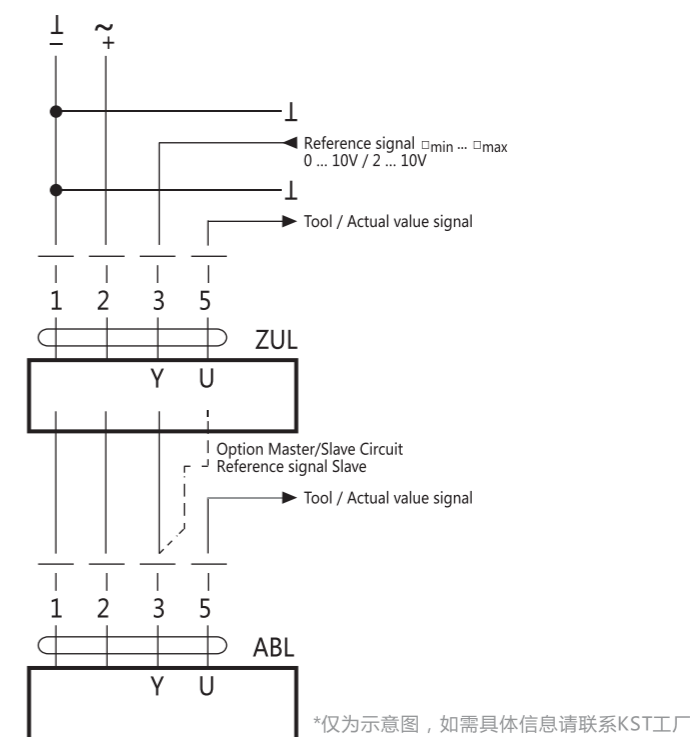 ⊥ ~
− +
⊥
Reference signal □min ... □max
0 ... 10V / 2 ... 10V
⊥
Tool / Actual value signal
1 2 3 5
ZUL
Y U
Option Master/Slave Circuit
Reference signal Slave
Tool / Actual value signal
1 2 3 5
ABL
Y U
*仅为示意图，如需具体信息请联系KST工厂